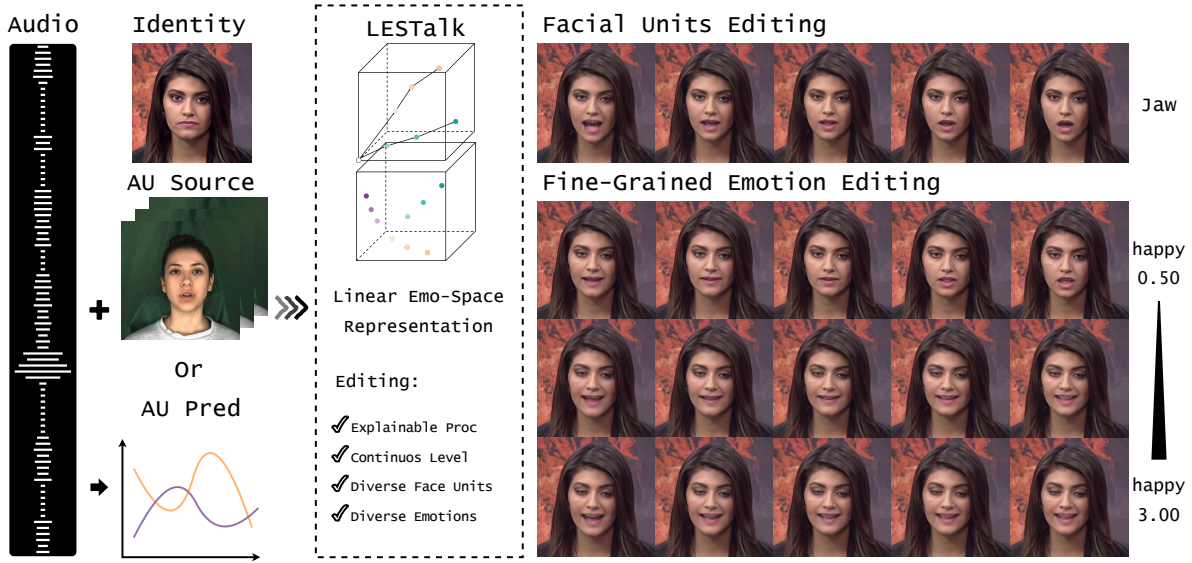 Audio
Identity
AU Source
Or
AU Pred
LESTalk
Linear Emo-Space
Representation
Editing:
Explainable Proc
Continuos Level
Diverse Face Units
Diverse Emotions
Facial Units Editing
Jaw
Fine-Grained Emotion Editing
happy
0.50
happy
3.00